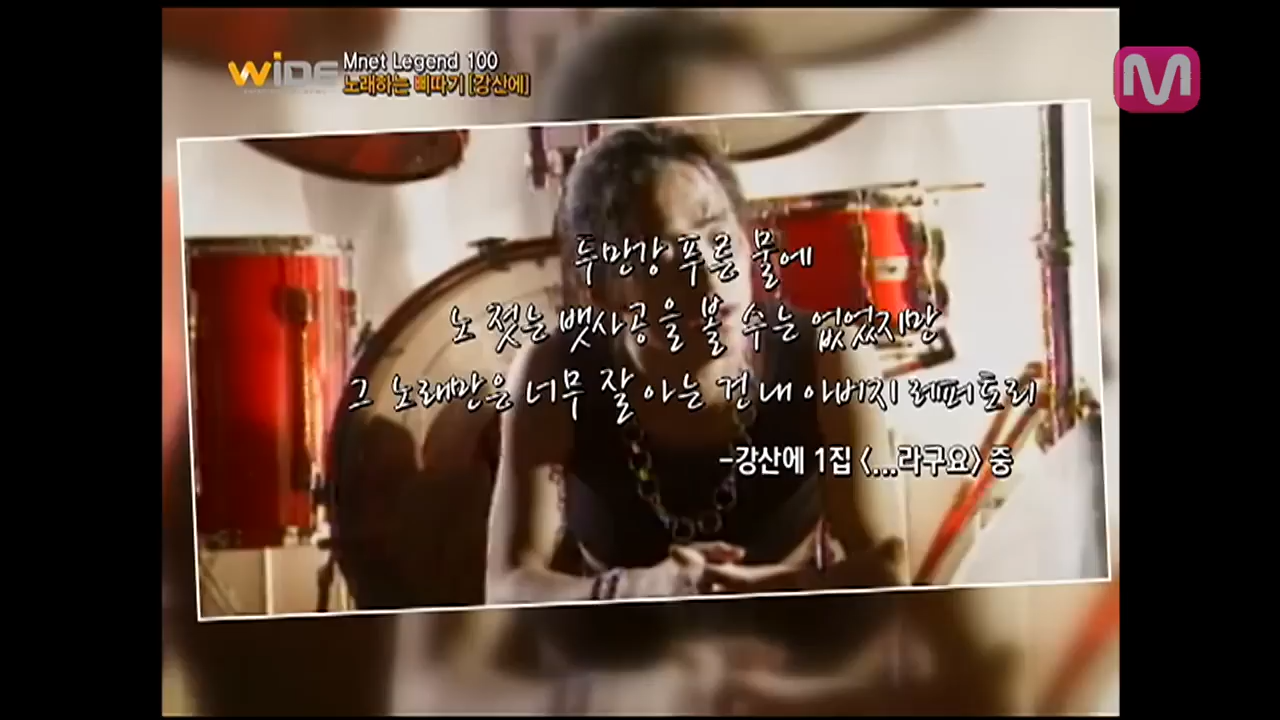 WiDE
Mnet Legend 100
노래하는 삐따기 [강산에]
M
두만강 푸른 물에
노 젓는 뱃사공을 볼 수는 없었지만
그 노래만은 너무 잘 아는 건 내 아버지 레퍼토리
-강산에 1집 <...라구요> 중